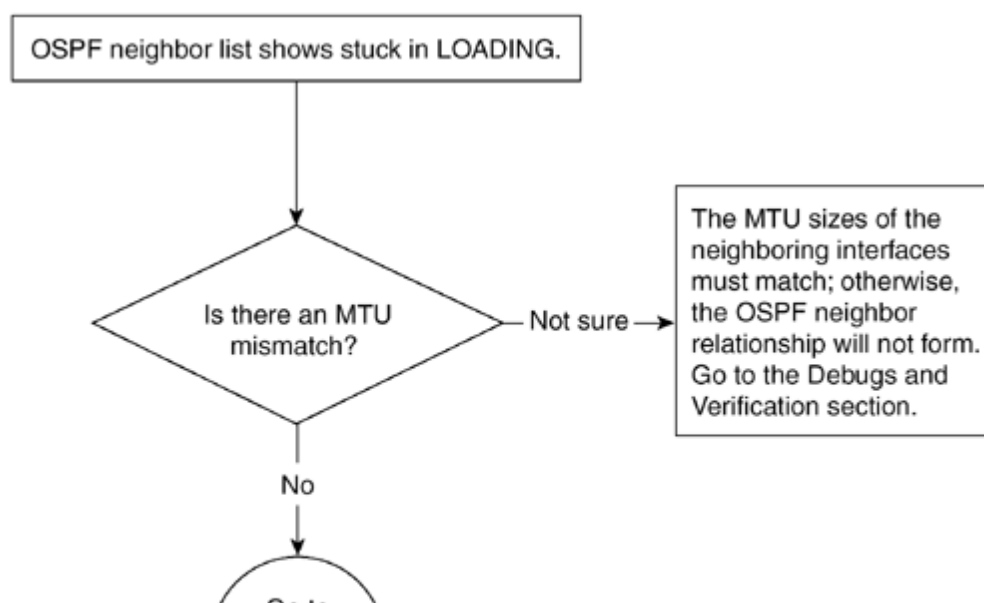 OSPF neighbor list shows stuck in LOADING.
Is there an MTU
mismatch?
Not sure
The MTU sizes of the
neighboring interfaces
must match; otherwise,
the OSPF neighbor
relationship will not form.
Go to the Debugs and
Verification section.
No
Go to